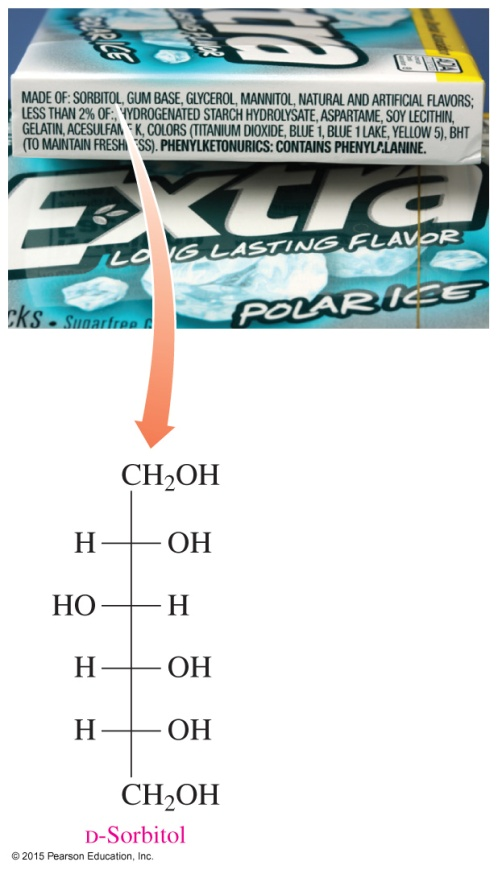 POLAR ICE
MADE OF: SORBITOL, GUM BASE, GLYCEROL, MANNITOL, NATURAL AND ARTIFICIAL FLAVORS;
LESS THAN 2% OF: HYDROGENATED STARCH HYDROLYSATE, ASPARTAME, SOY LECITHIN,
GELATIN, ACESULFAME K, COLORS (TITANIUM DIOXIDE, BLUE 1, BLUE 1 LAKE, YELLOW 5), BHT
(TO MAINTAIN FRESHNESS). PHENYLKETONURICS: CONTAINS PHENYLALANINE.
Extra
LONG LASTING FLAVOR
POLAR ICE
cks • Sugarfree G
CH₂OH
H OH
HO H
H OH
H OH
CH₂OH
D-Sorbitol
© 2015 Pearson Education, Inc.